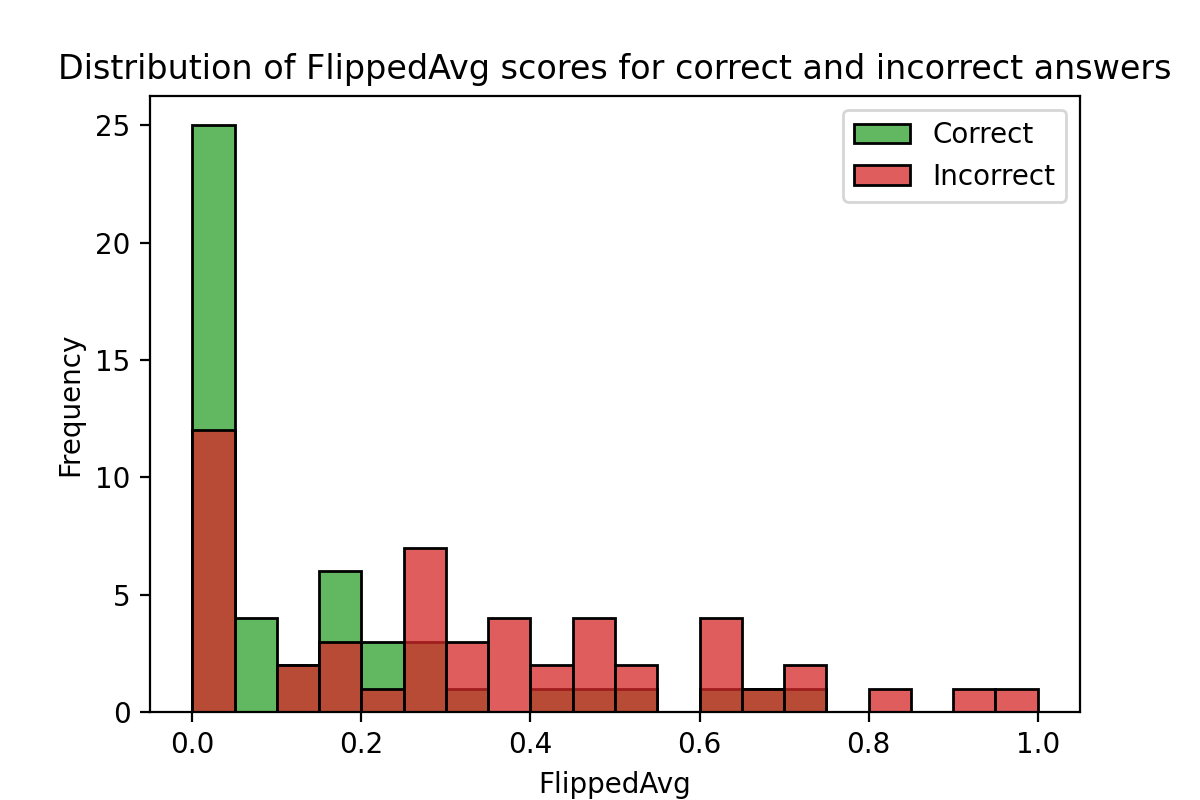 Distribution of FlippedAvg scores for correct and incorrect answers
Correct
Incorrect
Frequency
25
20
15
10
5
0
0.0 0.2 0.4 0.6 0.8 1.0
FlippedAvg